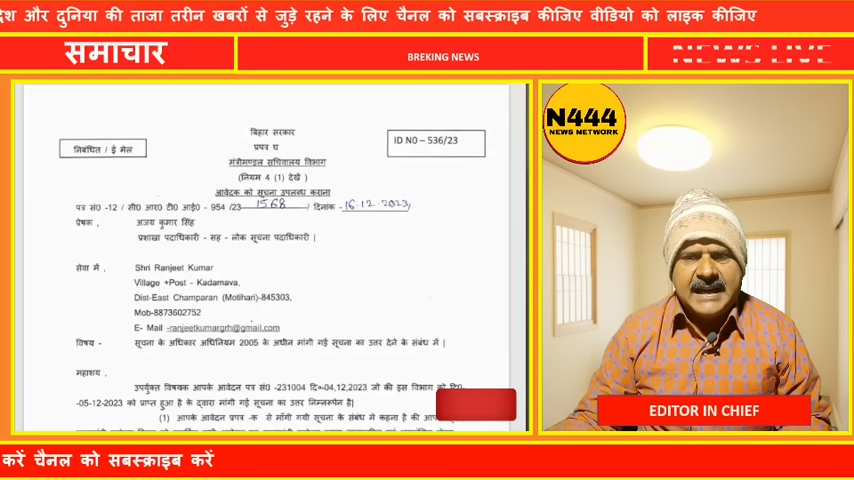 देश और दुनिया की ताजा तरीन खबरों से जुड़े रहने के लिए चैनल को सबस्क्राइब कीजिए वीडियो को लाइक कीजिए
समाचार
BREKING NEWS
NEWS LIVE
निबंधित / ई मेल
बिहार सरकार
प्रपत्र घ
मंत्रीमण्डल सचिवालय विभाग
(नियम 4 (1) देखें )
आवेदक को सूचना उपलब्ध कराना
ID N0 – 536/23
पत्र सं0 -12 / सी0 आर0 टी0 आई0 - 954 /23 1568 / दिनांक - 16.12.2023
प्रेषक , अजय कुमार सिंह
प्रशाखा पदाधिकारी - सह - लोक सूचना पदाधिकारी |
सेवा में , Shri Ranjeet Kumar
Village +Post - Kadamava,
Dist-East Champaran (Motihari)-845303,
Mob-8873602752
E- Mail -ranjeetkumargrh@gmail.com
विषय - सूचना के अधिकार अधिनियम 2005 के अधीन मांगी गई सूचना का उत्तर देने के संबंध में |
महाशय ,
उपर्युक्त विषयक आपके आवेदन पत्र सं0 -231004 दि०-04,12,2023 जो की इस विभाग को दि0-
-05-12-2023 को प्राप्त हुआ है के द्वारा मांगी गई सूचना का उत्तर निम्नरूपेन है|
(1) आपके आवेदन प्रपत्र -क से माँगी गयी सूचना के संबंध मे कहना है की
N444
NEWS NETWORK
EDITOR IN CHIEF
करें चैनल को सबस्क्राइब करें